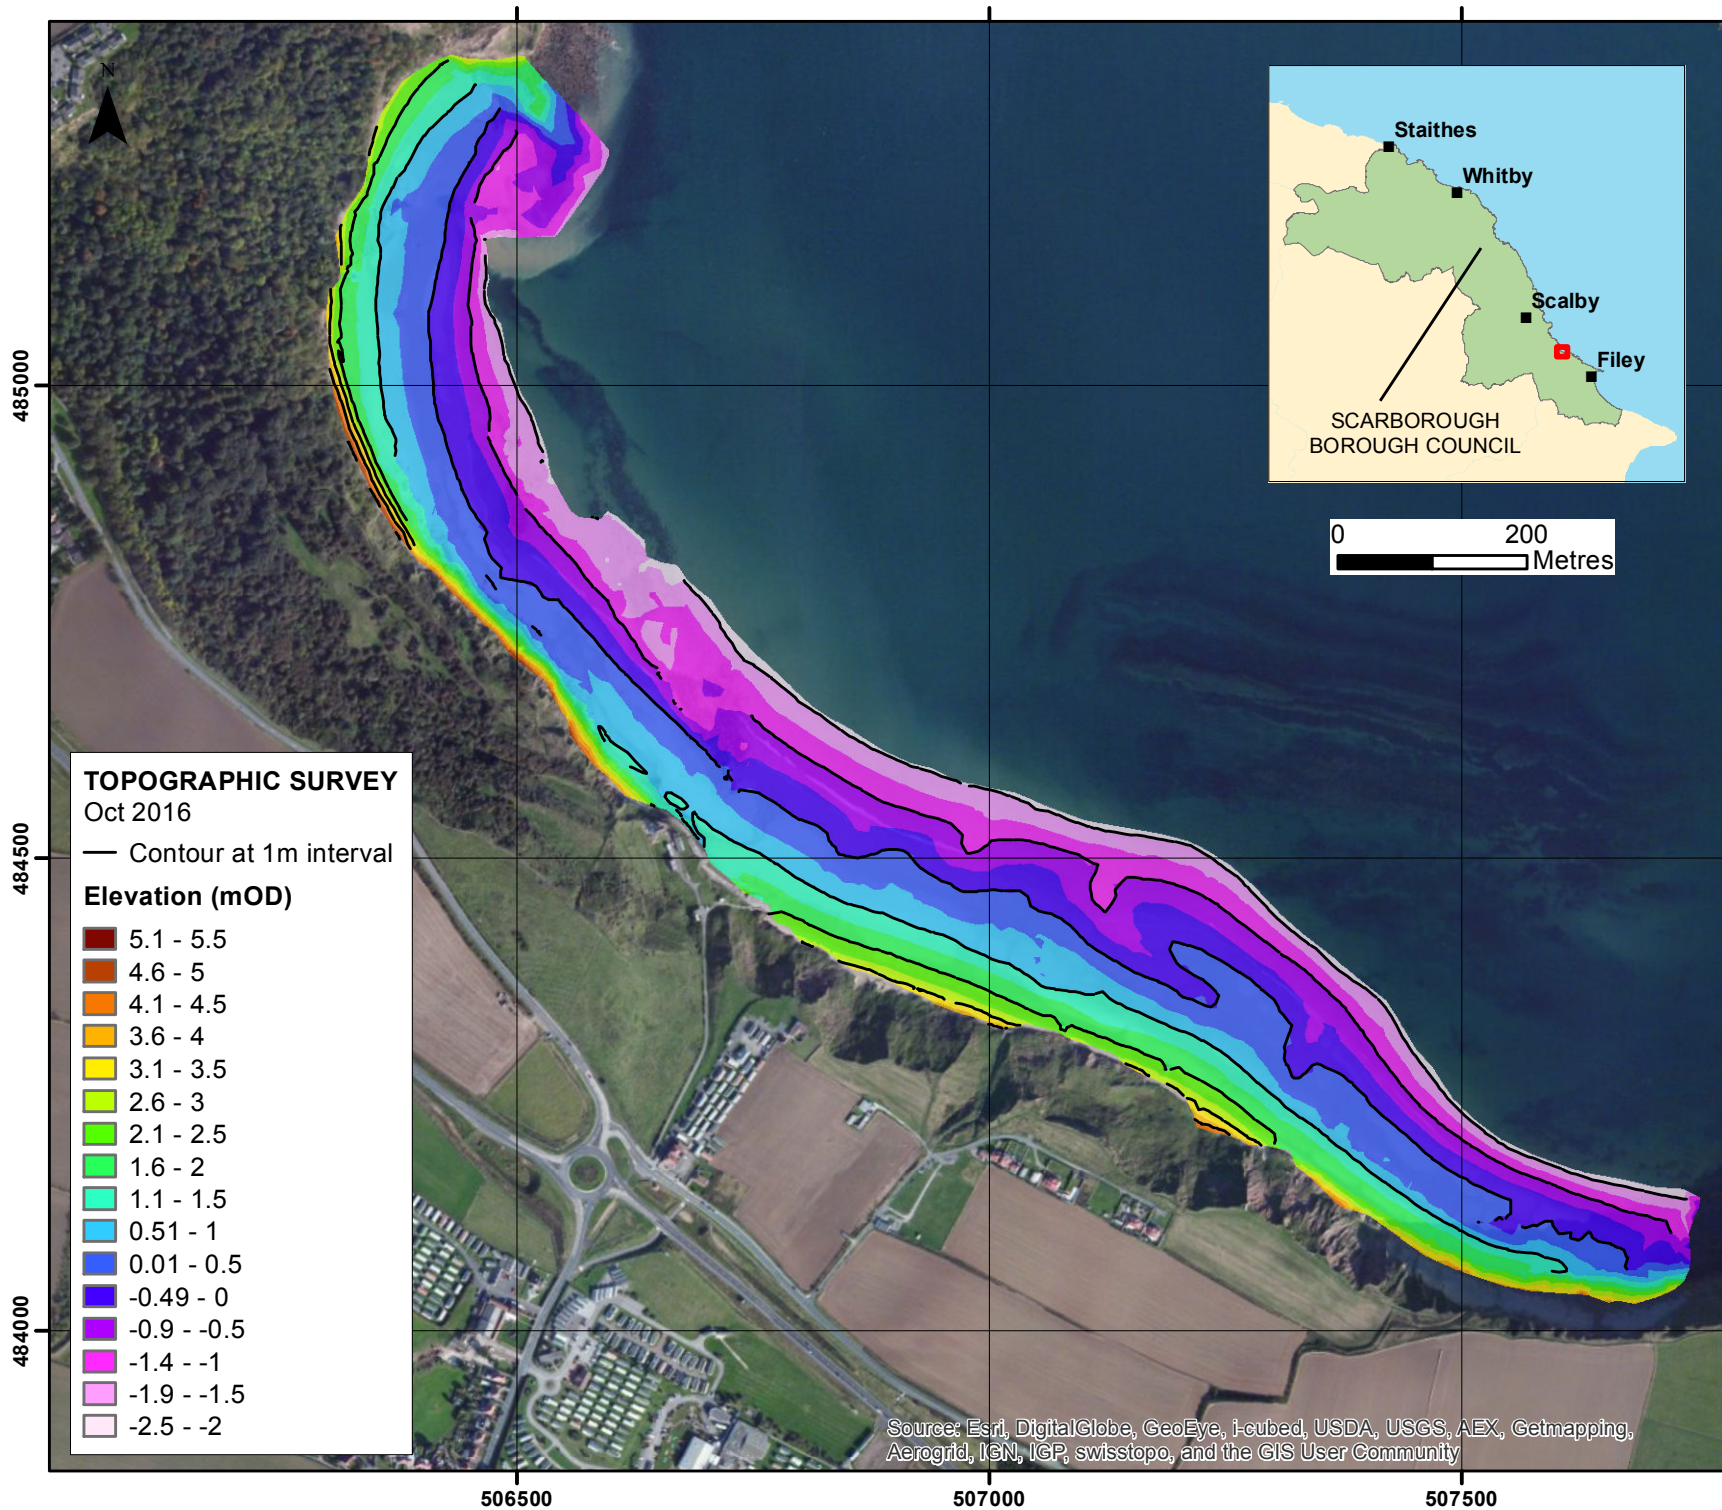 N
Staithes
Whitby
Scalby
Filey
SCARBOROUGH
BOROUGH COUNCIL
0 200
Metres
485000
484500
484000
TOPOGRAPHIC SURVEY
Oct 2016
Contour at 1m interval
Elevation (mOD)
5.1 - 5.5
4.6 - 5
4.1 - 4.5
3.6 - 4
3.1 - 3.5
2.6 - 3
2.1 - 2.5
1.6 - 2
1.1 - 1.5
0.51 - 1
0.01 - 0.5
-0.49 - 0
-0.9 - -0.5
-1.4 - -1
-1.9 - -1.5
-2.5 - -2
Source: Esri, DigitalGlobe, GeoEye, i-cubed, USDA, USGS, AEX, Getmapping,
Aerogrid, IGN, IGP, swisstopo, and the GIS User Community
506500 507000 507500